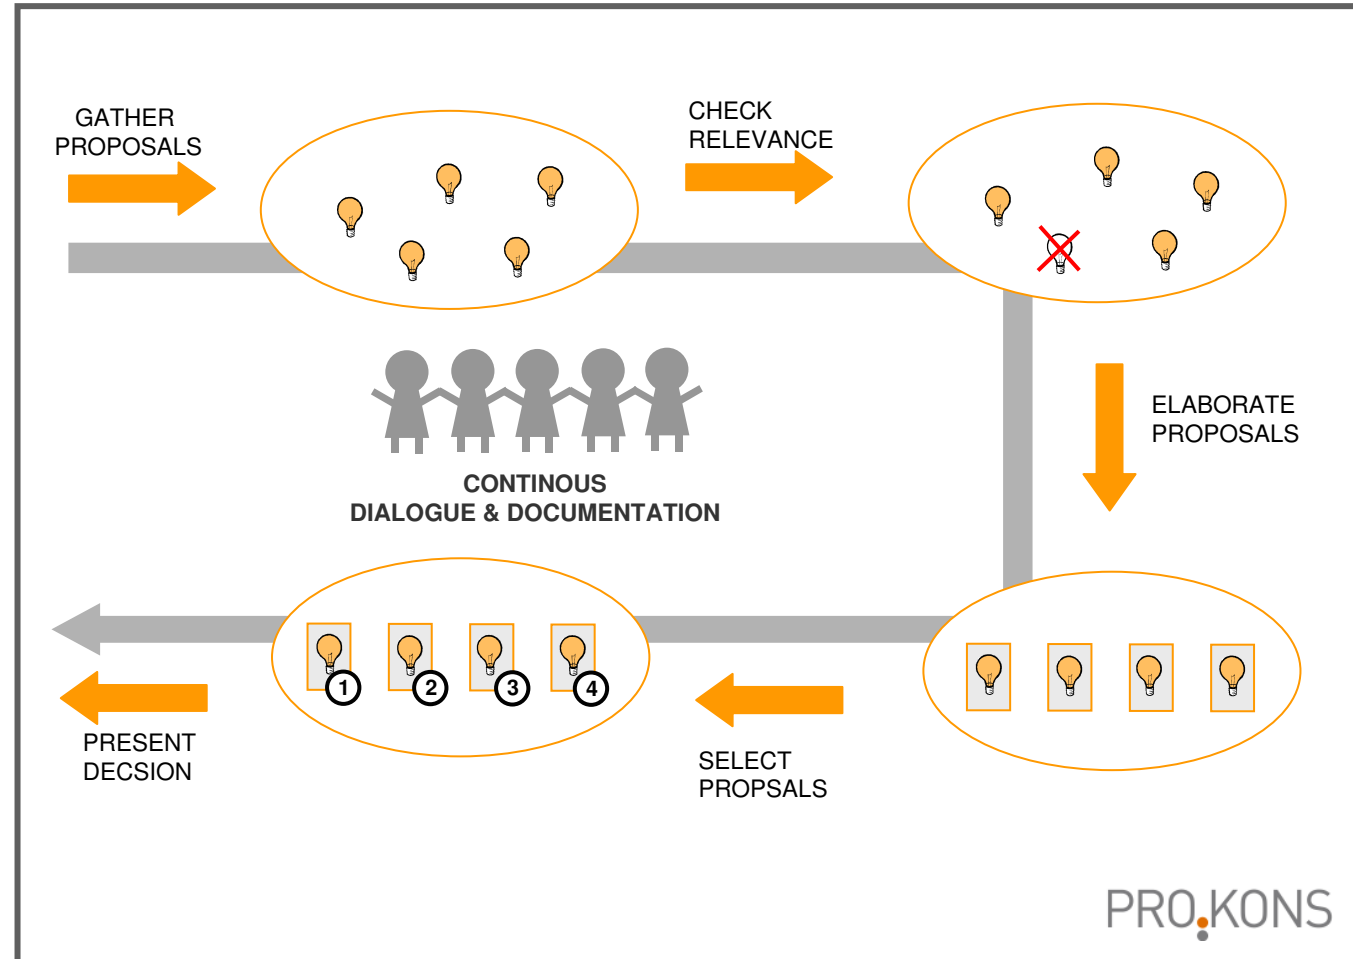 GATHER
PROPOSALS
CHECK
RELEVANCE
ELABORATE
PROPOSALS
CONTINOUS
DIALOGUE & DOCUMENTATION
1
2
3
4
PRESENT
DECSION
SELECT
PROPSALS
PRO.KONS